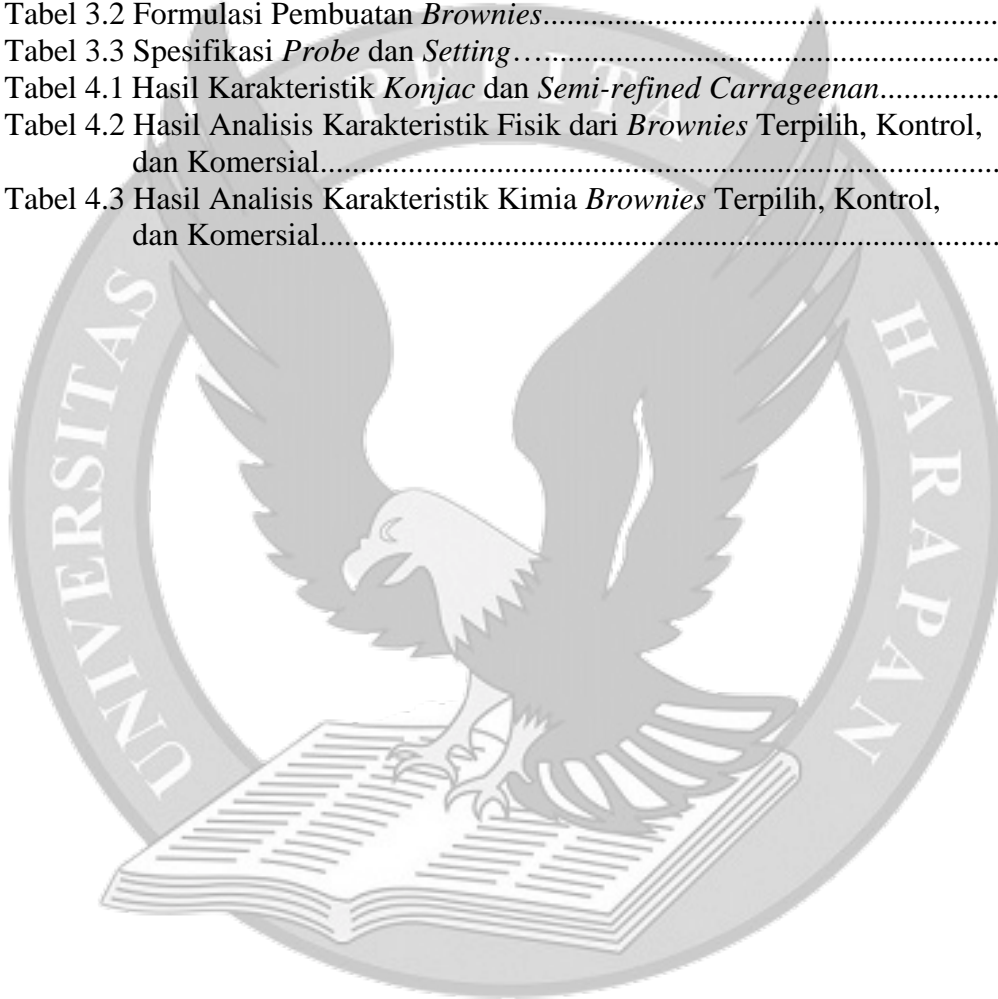 Tabel 3.2 Formulasi Pembuatan Brownies..........................................................
Tabel 3.3 Spesifikasi Probe dan Setting….........................................................
Tabel 4.1 Hasil Karakteristik Konjac dan Semi-refined Carrageenan...............
Tabel 4.2 Hasil Analisis Karakteristik Fisik dari Brownies Terpilih, Kontrol,
dan Komersial.......................................................................................
Tabel 4.3 Hasil Analisis Karakteristik Kimia Brownies Terpilih, Kontrol,
dan Komersial.......................................................................................
UNIVERSITAS PELITA HARAPAN